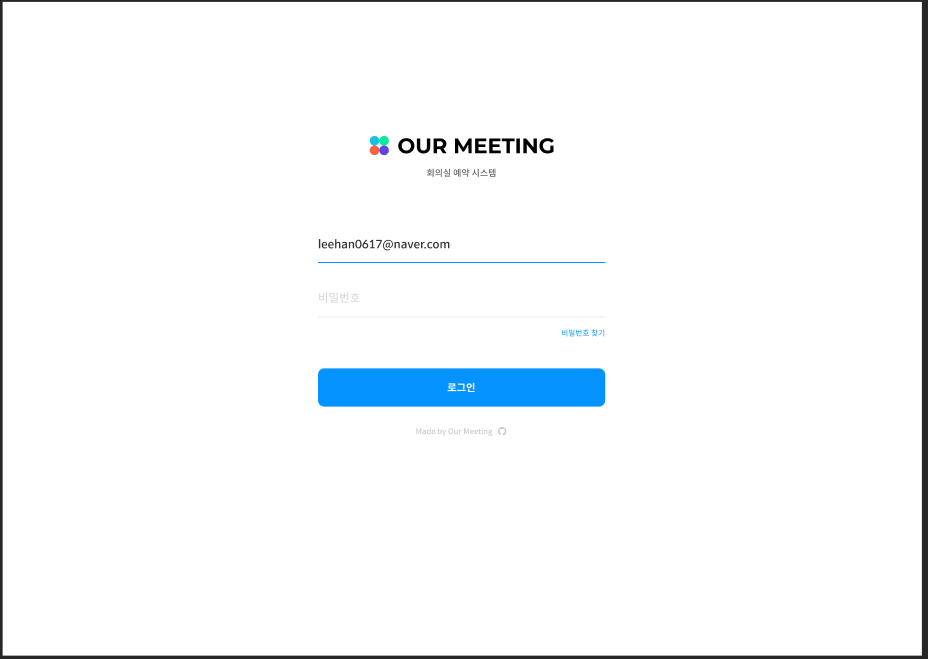 OUR MEETING
회의실 예약 시스템
leehan0617@naver.com
비밀번호
비밀번호 찾기
로그인
Made by Our Meeting